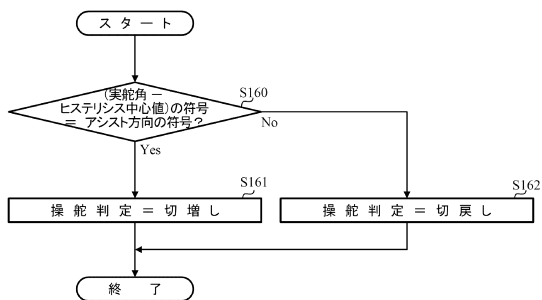 スタート
S160
(実舵角－
ヒステリシス中心値)の符号
＝ アシスト方向の符号？
No
Yes
S161
操舵判定＝切増し
S162
操舵判定＝切戻し
終了